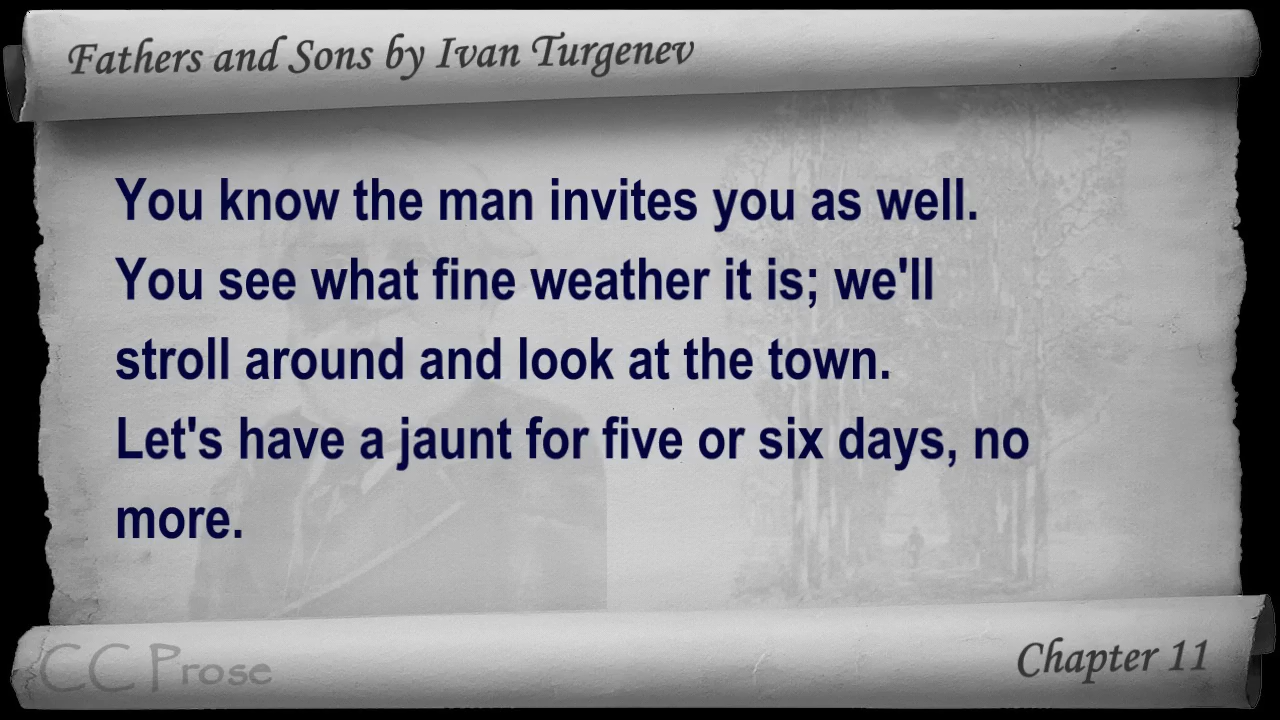 Fathers and Sons by Ivan Turgenev
You know the man invites you as well.
You see what fine weather it is; we'll
stroll around and look at the town.
Let's have a jaunt for five or six days, no
more.
CC Prose
Chapter 11